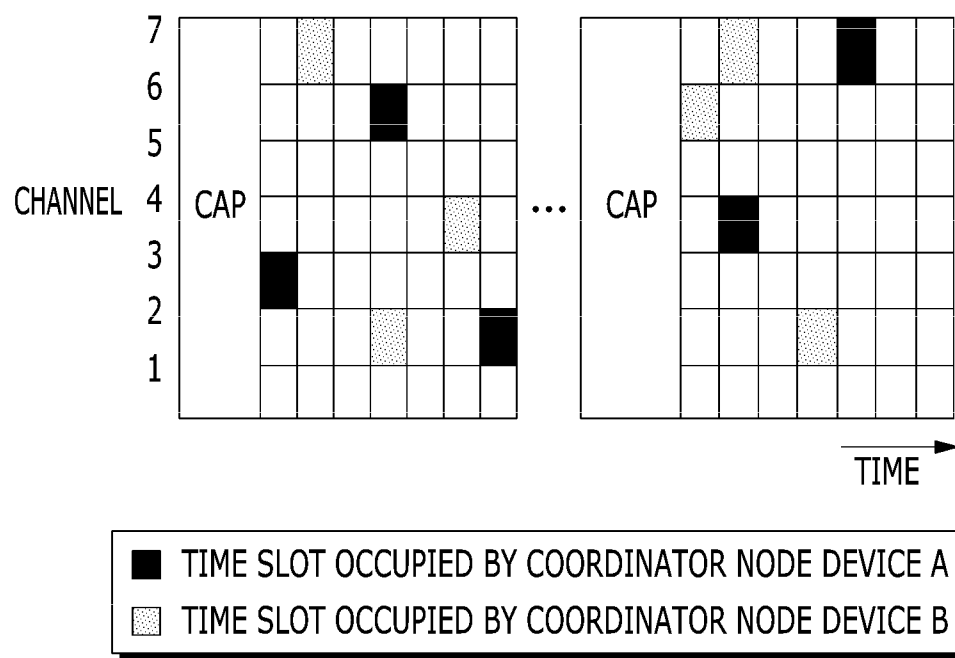 7
6
5
CHANNEL 4 CAP ... CAP
3
2
1
TIME
TIME SLOT OCCUPIED BY COORDINATOR NODE DEVICE A
TIME SLOT OCCUPIED BY COORDINATOR NODE DEVICE B